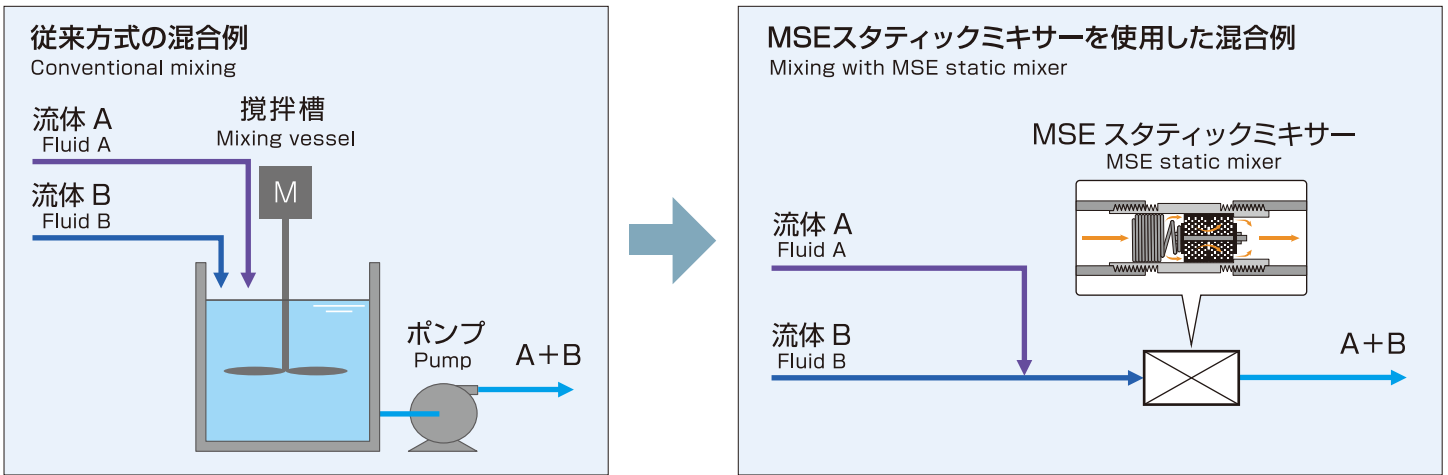 従来方式の混合例
Conventional mixing
流体 A
Fluid A
撹拌槽
Mixing vessel
流体 B
Fluid B
M
ポンプ
Pump
A+B
MSEスタティックミキサーを使用した混合例
Mixing with MSE static mixer
MSE スタティックミキサー
MSE static mixer
流体 A
Fluid A
流体 B
Fluid B
A+B